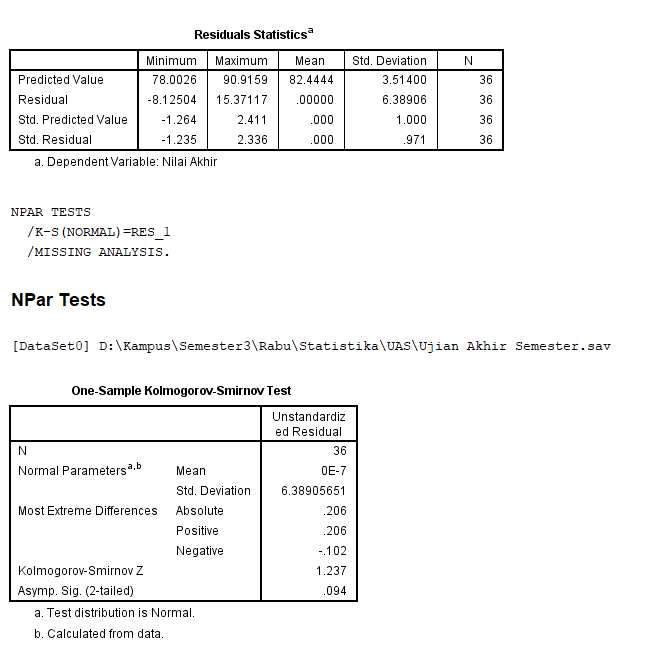 Residuals Statisticsa
Minimum Maximum Mean Std. Deviation N
Predicted Value 78.0026 90.9159 82.4444 3.51400 36
Residual -8.12504 15.37117 .00000 6.38906 36
Std. Predicted Value -1.264 2.411 .000 1.000 36
Std. Residual -1.235 2.336 .000 .971 36
a. Dependent Variable: Nilai Akhir
NPAR TESTS
/K-S(NORMAL)=RES_1
/MISSING ANALYSIS.
NPar Tests
[DataSet0] D:\Kampus\Semester3\Rabu\Statistika\UAS\Ujian Akhir Semester.sav
One-Sample Kolmogorov-Smirnov Test
Unstandardiz
ed Residual
N 36
Normal Parametersa,b Mean 0E-7
Std. Deviation 6.38905651
Most Extreme Differences Absolute .206
Positive .206
Negative -.102
Kolmogorov-Smirnov Z 1.237
Asymp. Sig. (2-tailed) .094
a. Test distribution is Normal.
b. Calculated from data.